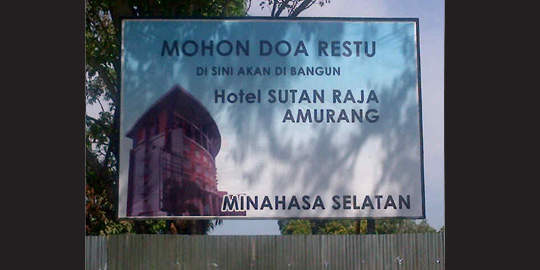 MOHON DOA RESTU
DI SINI AKAN DI BANGUN
Hotel SUTAN RAJA
AMURANG
MINAHASA SELATAN